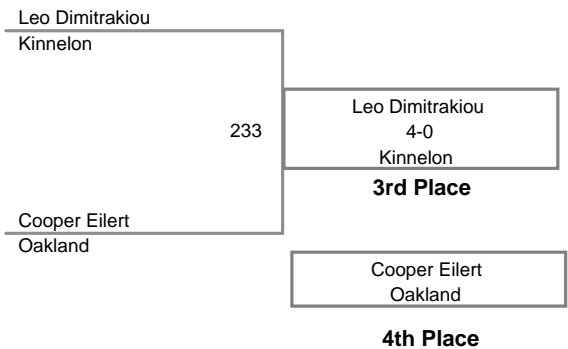 Leo Dimitrakiou
Kinnelon
233
Leo Dimitrakiou
4-0
Kinnelon
3rd Place
Cooper Eilert
Oakland
Cooper Eilert
Oakland
4th Place